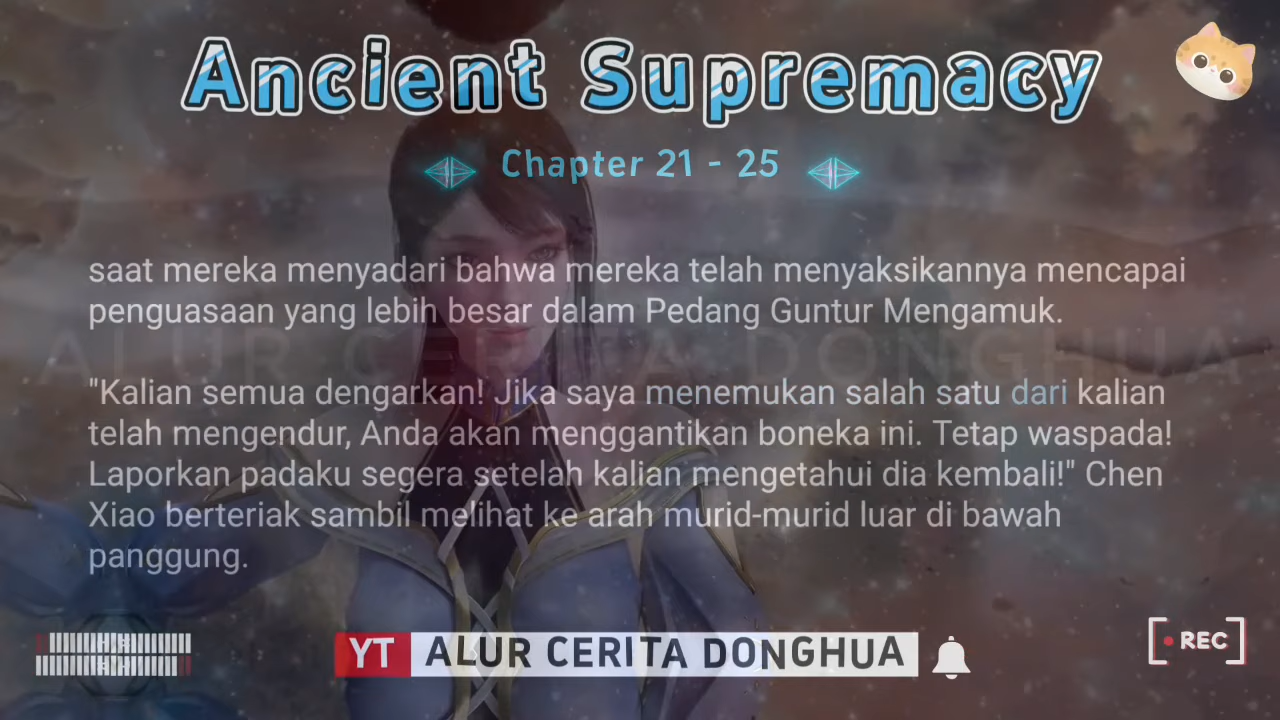 Ancient Supremacy
Chapter 21 - 25
saat mereka menyadari bahwa mereka telah menyaksikannya mencapai
penguasaan yang lebih besar dalam Pedang Guntur Mengamuk.
ALUR CERITA DONGHUA
"Kalian semua dengarkan! Jika saya menemukan salah satu dari kalian
telah mengendur, Anda akan menggantikan boneka ini. Tetap waspada!
Laporkan padaku segera setelah kalian mengetahui dia kembali!" Chen
Xiao berteriak sambil melihat ke arah murid-murid luar di bawah
panggung.
YT ALUR CERITA DONGHUA
REC